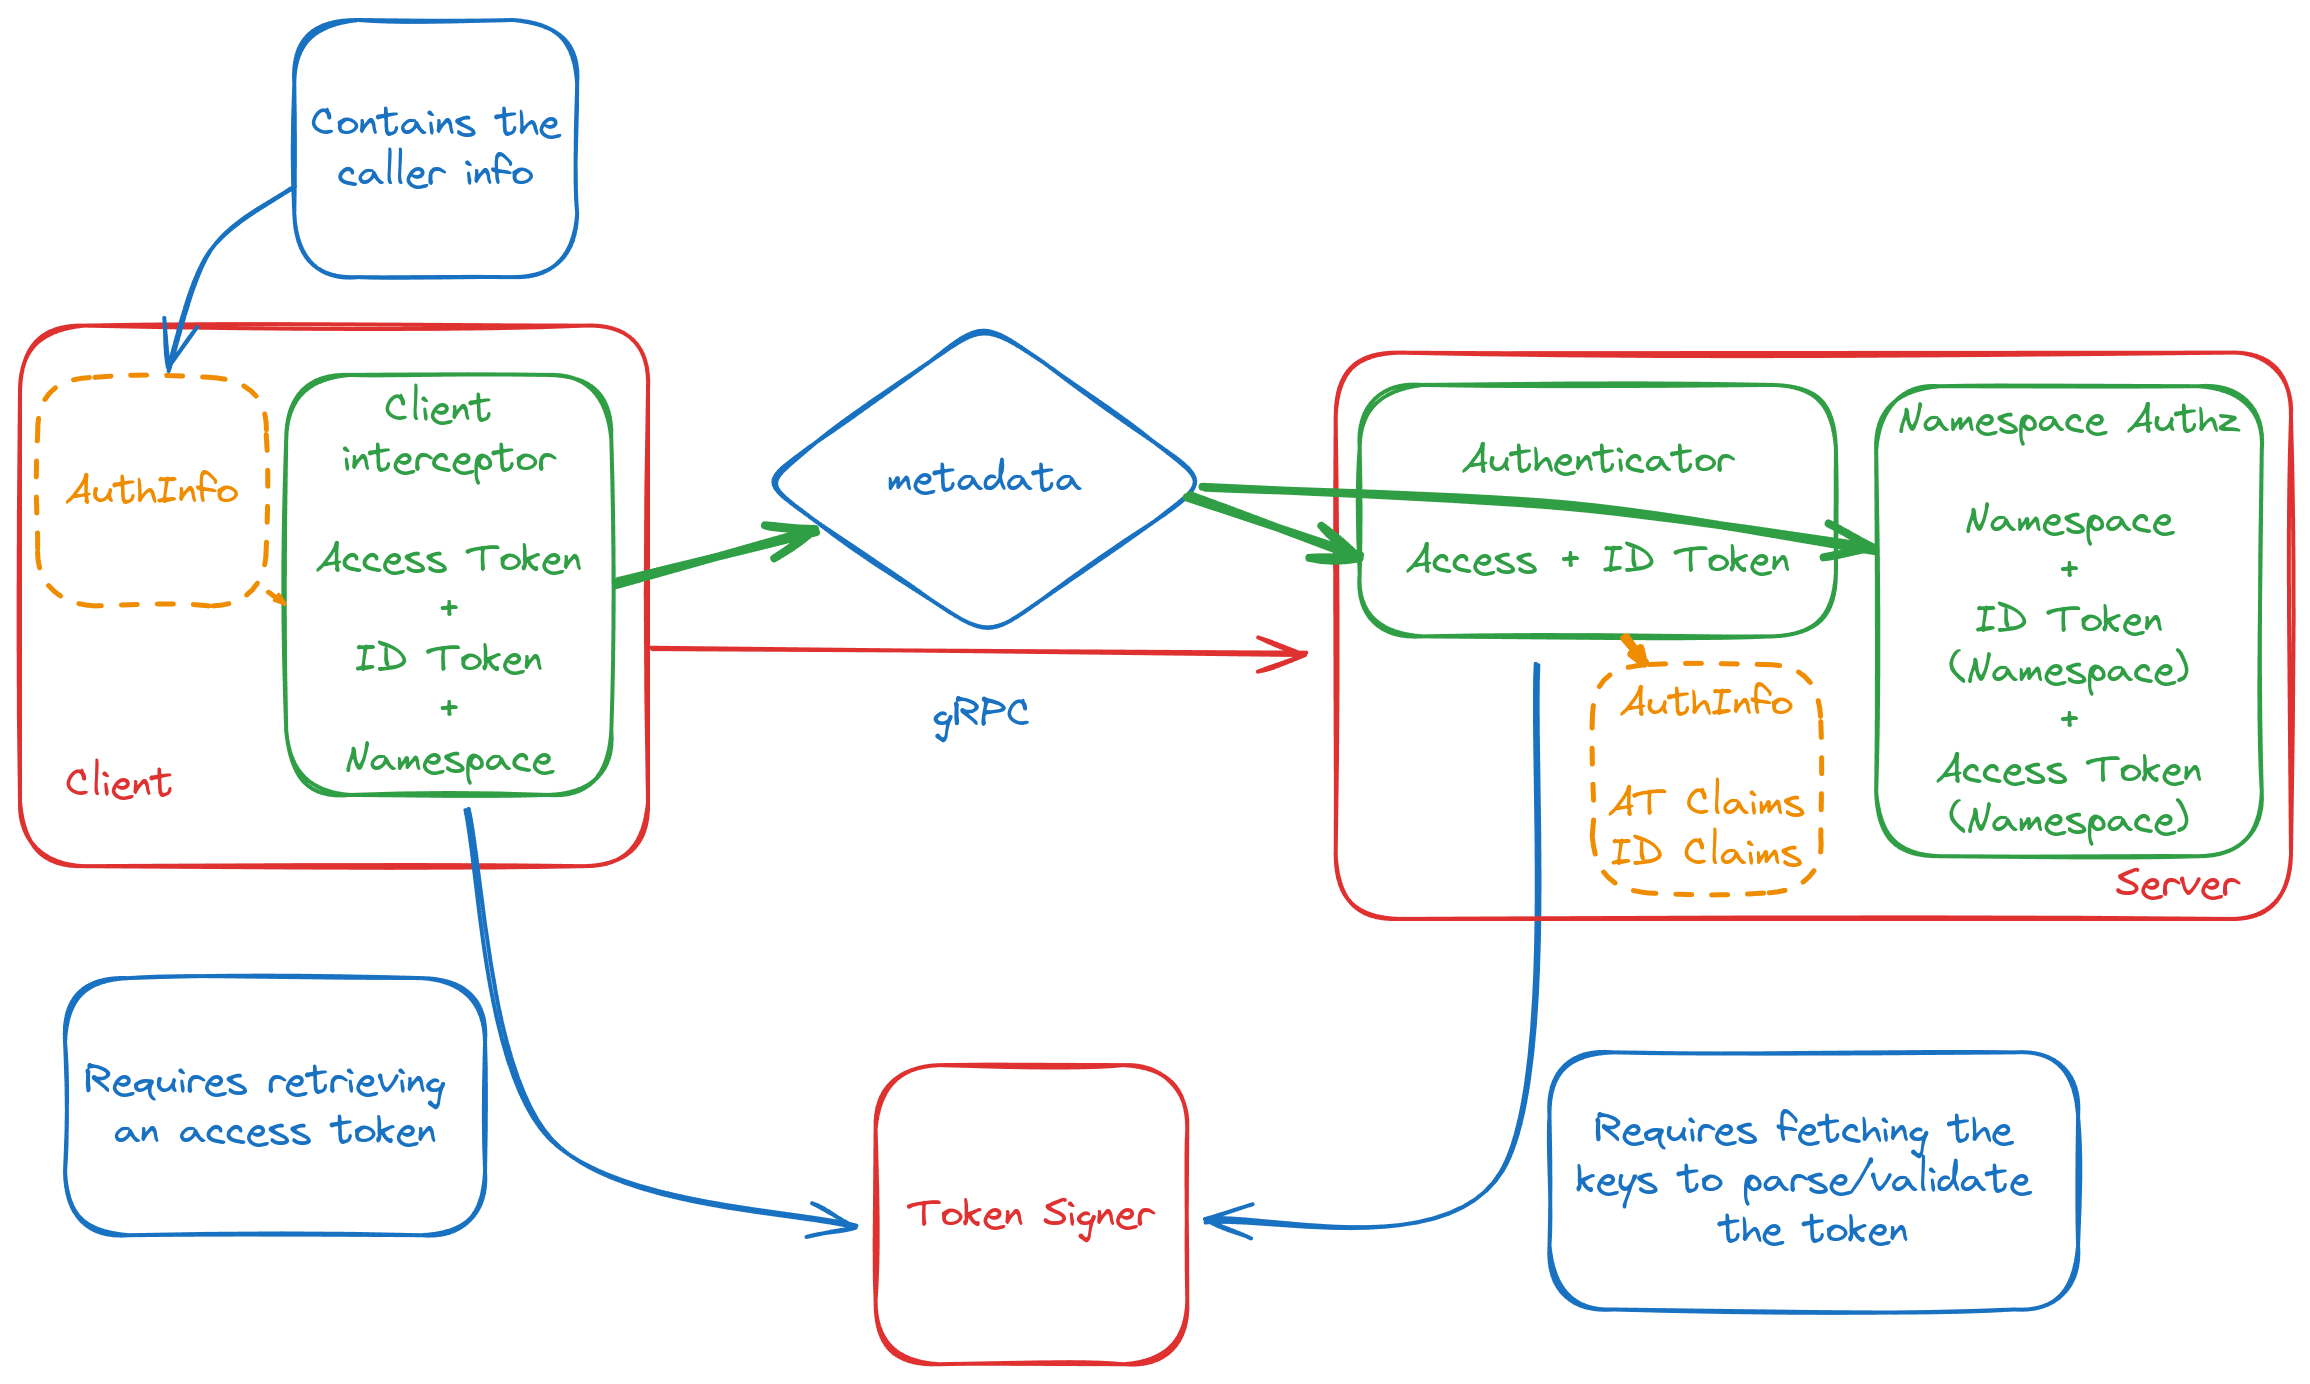 Contains the
caller info
AuthInfo
Client
interceptor
Access Token
+
ID Token
+
Namespace
Client
metadata
gRPC
Authenticator
Access + ID Token
AuthInfo
AT Claims
ID Claims
Namespace Authz
Namespace
+
ID Token
(Namespace)
+
Access Token
(Namespace)
Server
Requires retrieving
an access token
Token Signer
Requires fetching the
keys to parse/validate
the token